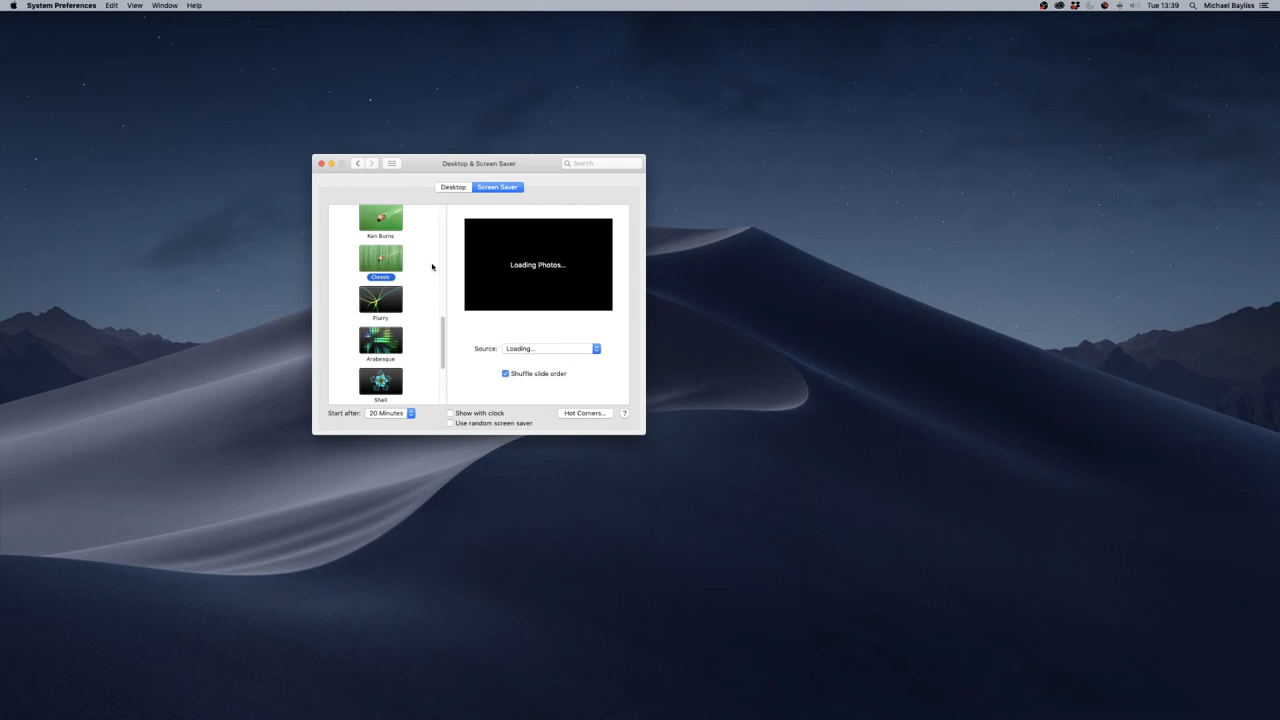 System Preferences Edit View Window Help
Tue 13:39 Michael Bayliss
Desktop & Screen Saver
Search
Desktop Screen Saver
Ken Burns
Classic
Flurry
Arabesque
Shell
Loading Photos...
Source: Loading...
Shuffle slide order
Start after: 20 Minutes
Show with clock
Use random screen saver
Hot Corners... ?